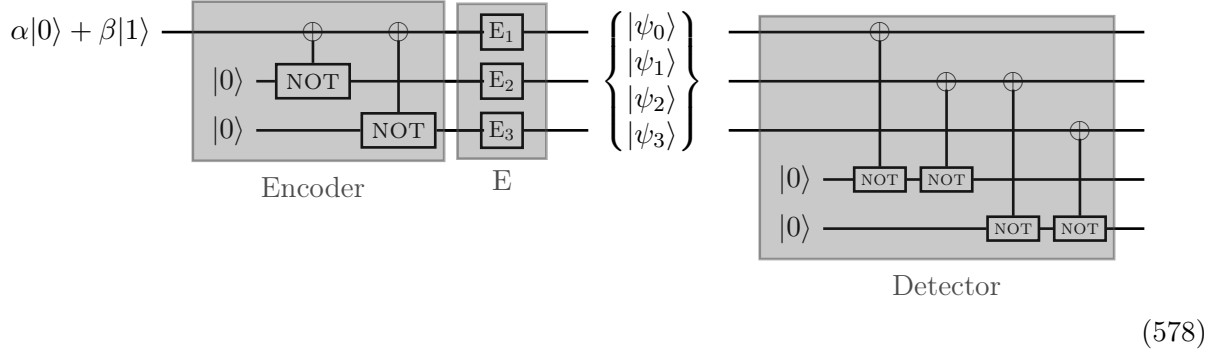 α|0⟩ + β|1⟩
|0⟩
|0⟩
NOT
NOT
E₁
E₂
E₃
Encoder
E
|ψ₀⟩
|ψ₁⟩
|ψ₂⟩
|ψ₃⟩
|0⟩
|0⟩
NOT
NOT
NOT
NOT
Detector
(578)